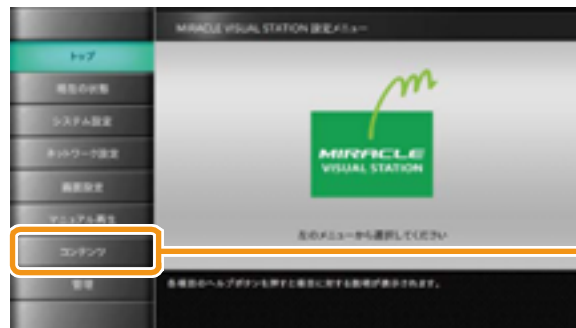 MIRACLE VISUAL STATION 設定メニュー
トップ
現在の状態
システム設定
ネットワーク設定
画面設定
マニュアル再生
コンテンツ
管理
MIRACLE
VISUAL STATION
左のメニューから選択してください
各項目のヘルプボタンを押すと項目に対する説明が表示されます。